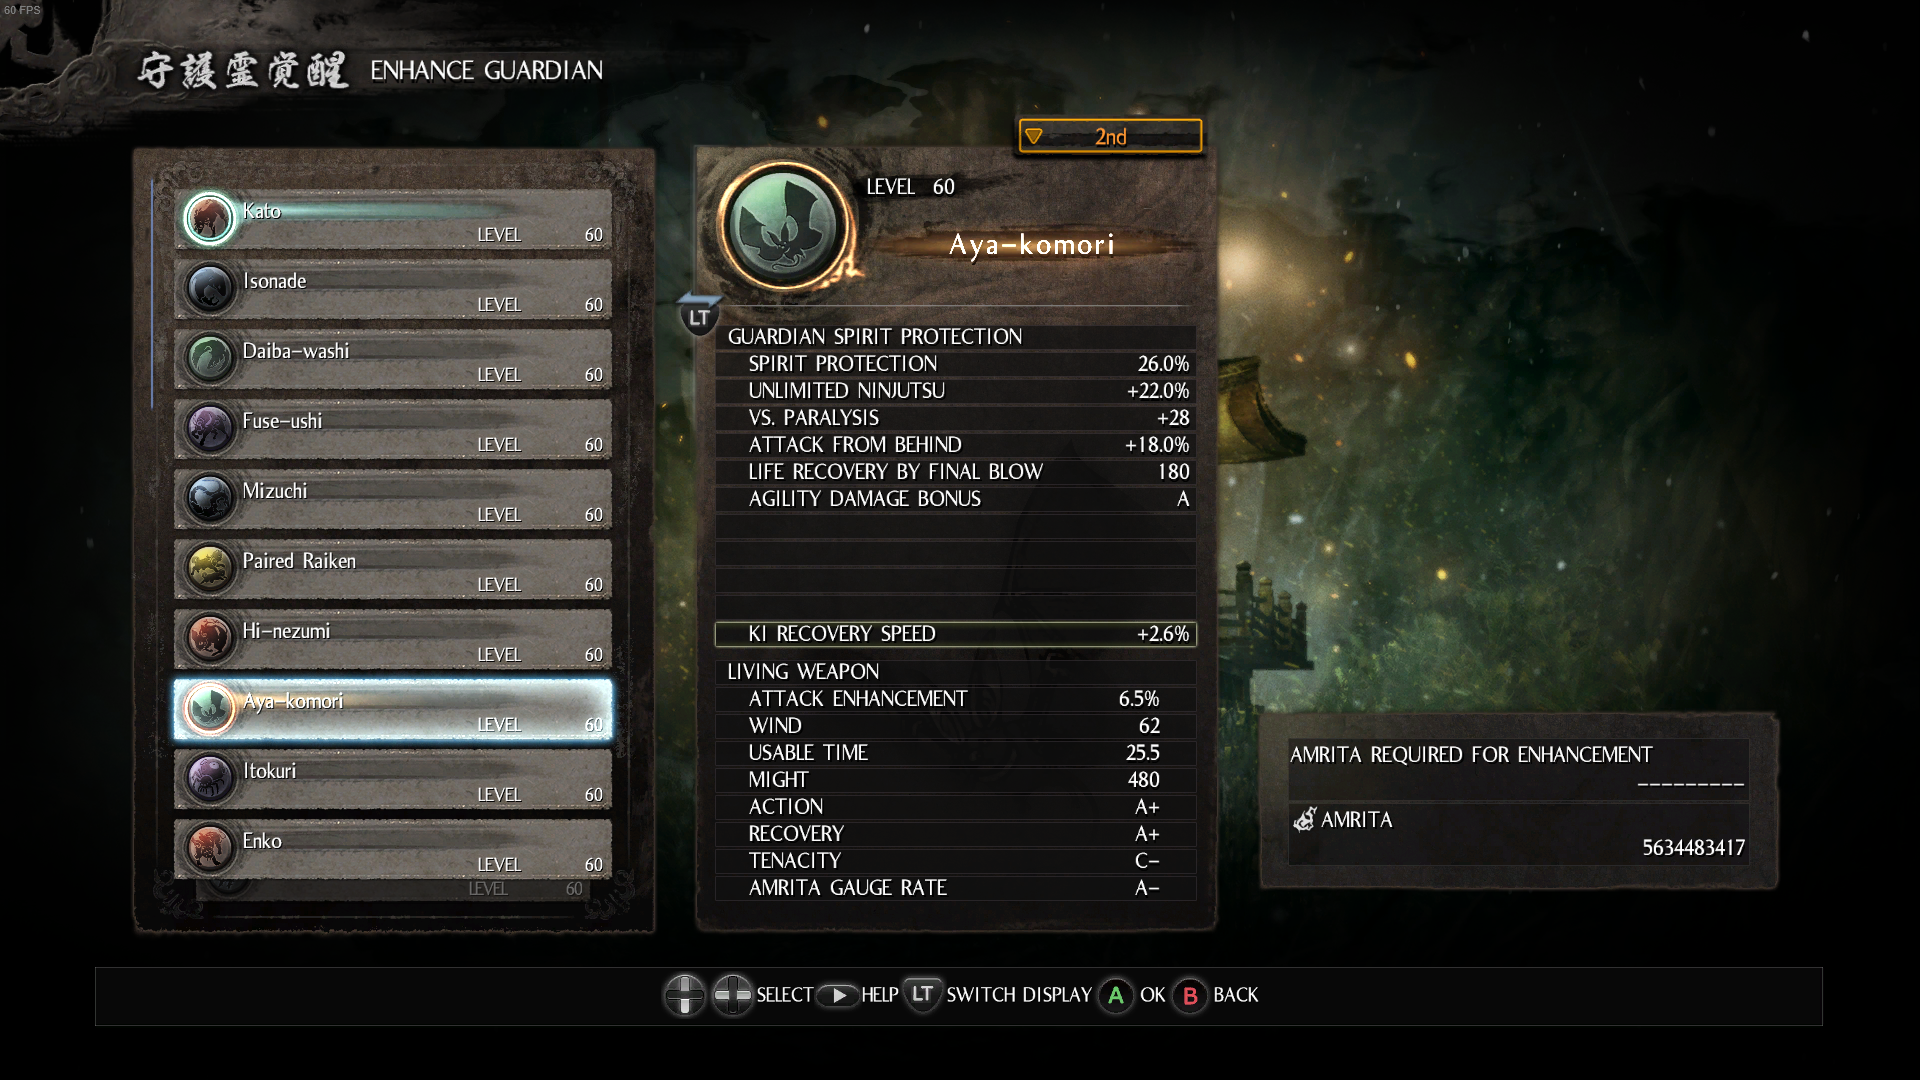 60 FPS
守護霊覚醒 ENHANCE GUARDIAN
Kato
LEVEL 60
Isonade
LEVEL 60
Daiba-washi
LEVEL 60
Fuse-ushi
LEVEL 60
Mizuchi
LEVEL 60
Paired Raiken
LEVEL 60
Hi-nezumi
LEVEL 60
Aya-komori
LEVEL 60
Itokuri
LEVEL 60
Enko
LEVEL 60
LEVEL 60
2nd
LEVEL 60
Aya-komori
LT
GUARDIAN SPIRIT PROTECTION
SPIRIT PROTECTION 26.0%
UNLIMITED NINJUTSU +22.0%
VS. PARALYSIS +28
ATTACK FROM BEHIND +18.0%
LIFE RECOVERY BY FINAL BLOW 180
AGILITY DAMAGE BONUS A
KI RECOVERY SPEED +2.6%
LIVING WEAPON
ATTACK ENHANCEMENT 6.5%
WIND 62
USABLE TIME 25.5
MIGHT 480
ACTION A+
RECOVERY A+
TENACITY C-
AMRITA GAUGE RATE A-
AMRITA REQUIRED FOR ENHANCEMENT
---------
AMRITA
5634483417
SELECT HELP LT SWITCH DISPLAY A OK B BACK